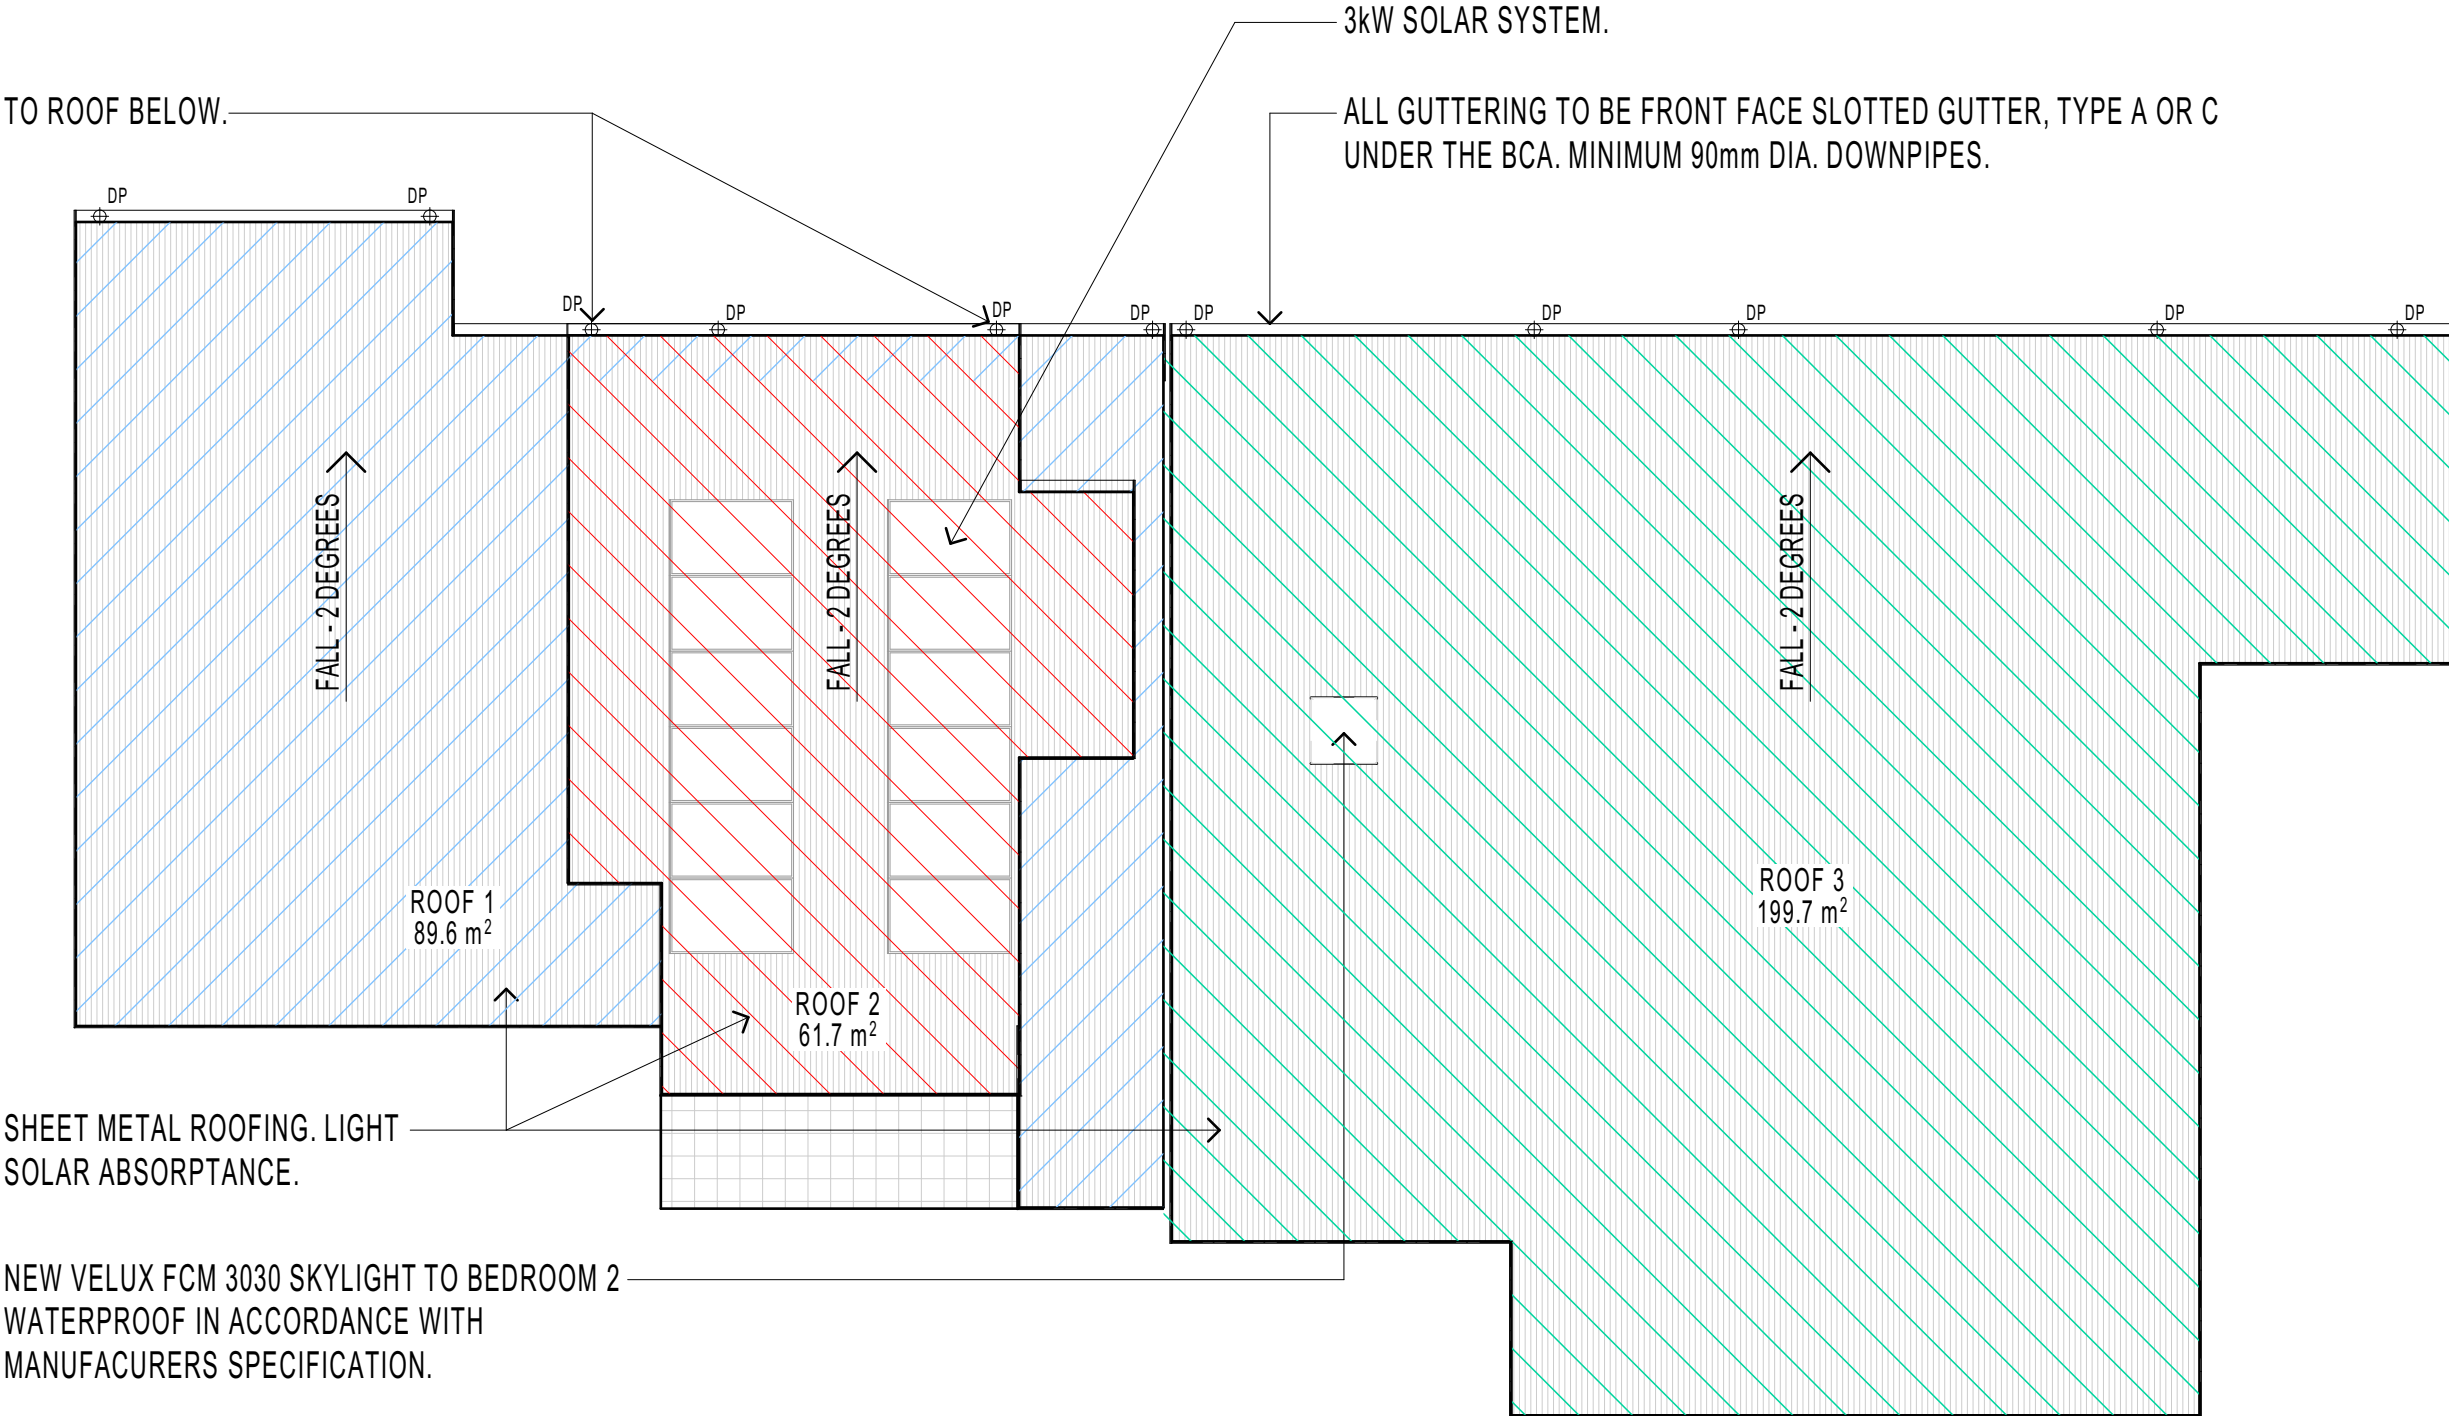 3kW SOLAR SYSTEM.
TO ROOF BELOW.
ALL GUTTERING TO BE FRONT FACE SLOTTED GUTTER, TYPE A OR C
UNDER THE BCA. MINIMUM 90mm DIA. DOWNPIPES.
DP
DP
DP
DP
DP
DP
DP
DP
DP
DP
DP
FALL - 2 DEGREES
FALL - 2 DEGREES
FALL - 2 DEGREES
ROOF 1
89.6 m²
ROOF 2
61.7 m²
ROOF 3
199.7 m²
SHEET METAL ROOFING. LIGHT
SOLAR ABSORPTANCE.
NEW VELUX FCM 3030 SKYLIGHT TO BEDROOM 2
WATERPROOF IN ACCORDANCE WITH
MANUFACURERS SPECIFICATION.